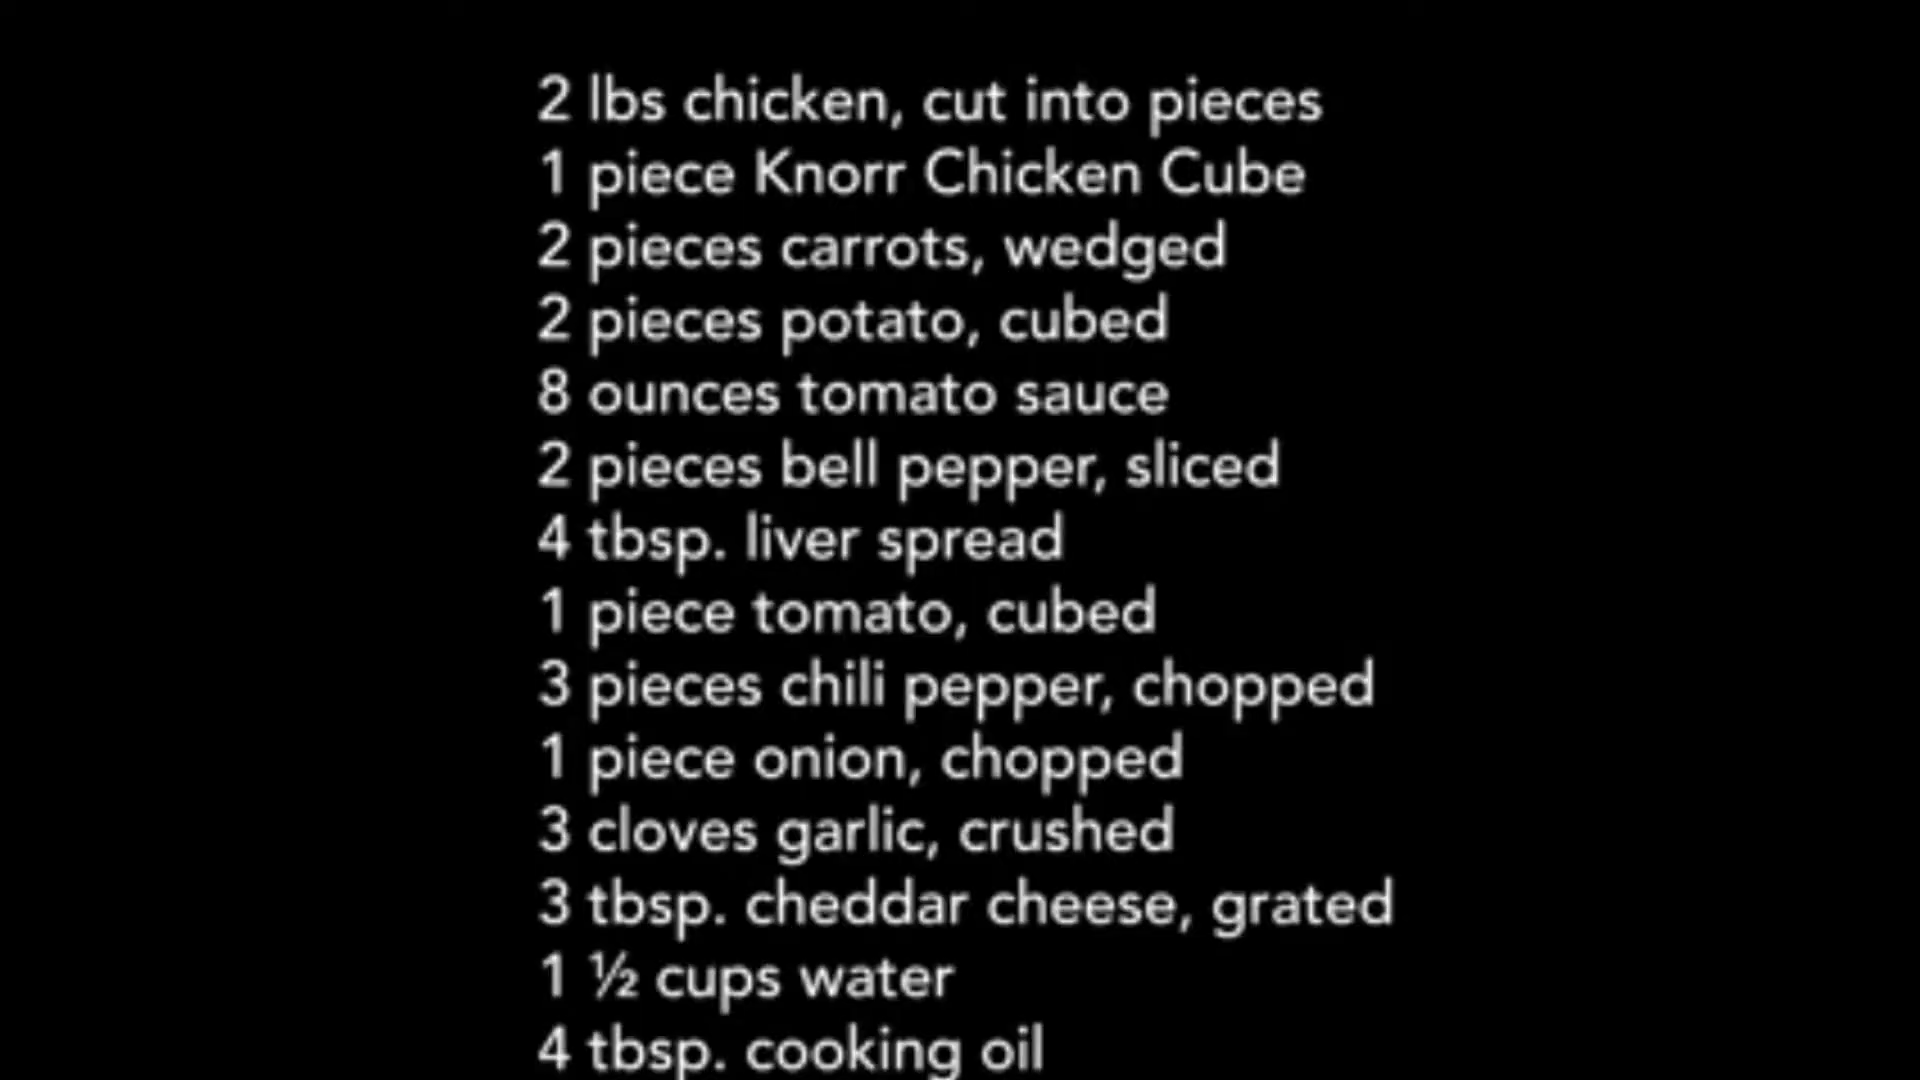 2 lbs chicken, cut into pieces
1 piece Knorr Chicken Cube
2 pieces carrots, wedged
2 pieces potato, cubed
8 ounces tomato sauce
2 pieces bell pepper, sliced
4 tbsp. liver spread
1 piece tomato, cubed
3 pieces chili pepper, chopped
1 piece onion, chopped
3 cloves garlic, crushed
3 tbsp. cheddar cheese, grated
1 ½ cups water
4 tbsp. cooking oil